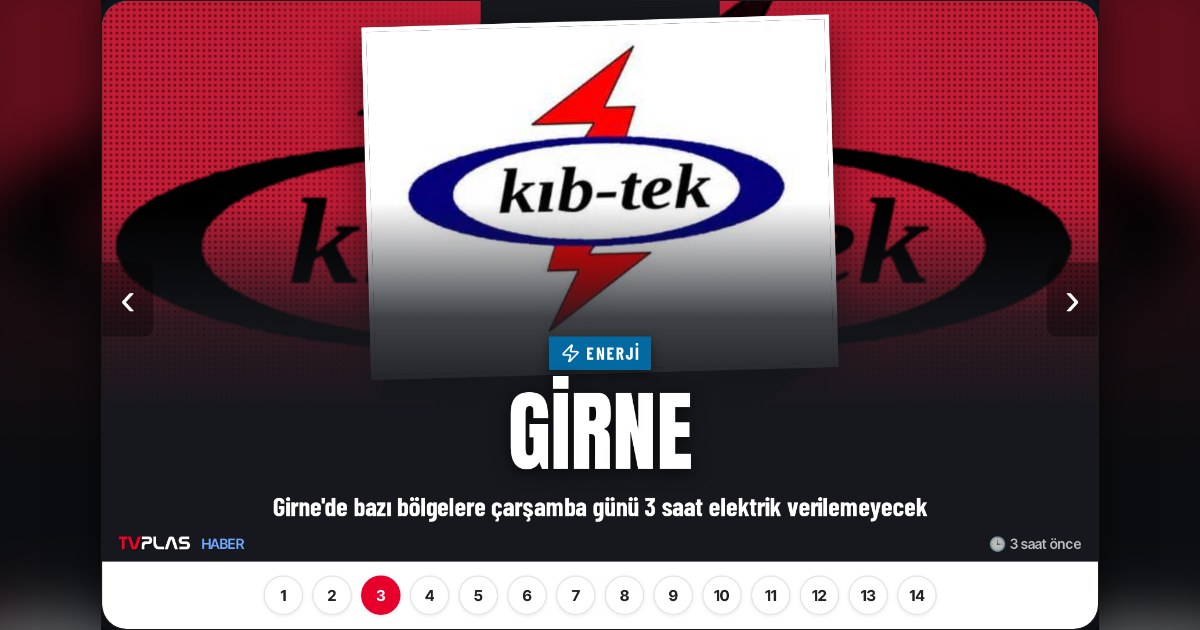 kıb-tek
ENERJİ
GİRNE
Girne'de bazı bölgelere çarşamba günü 3 saat elektrik verilemeyecek
TVPLAS HABER
3 saat önce
1 2 3 4 5 6 7 8 9 10 11 12 13 14